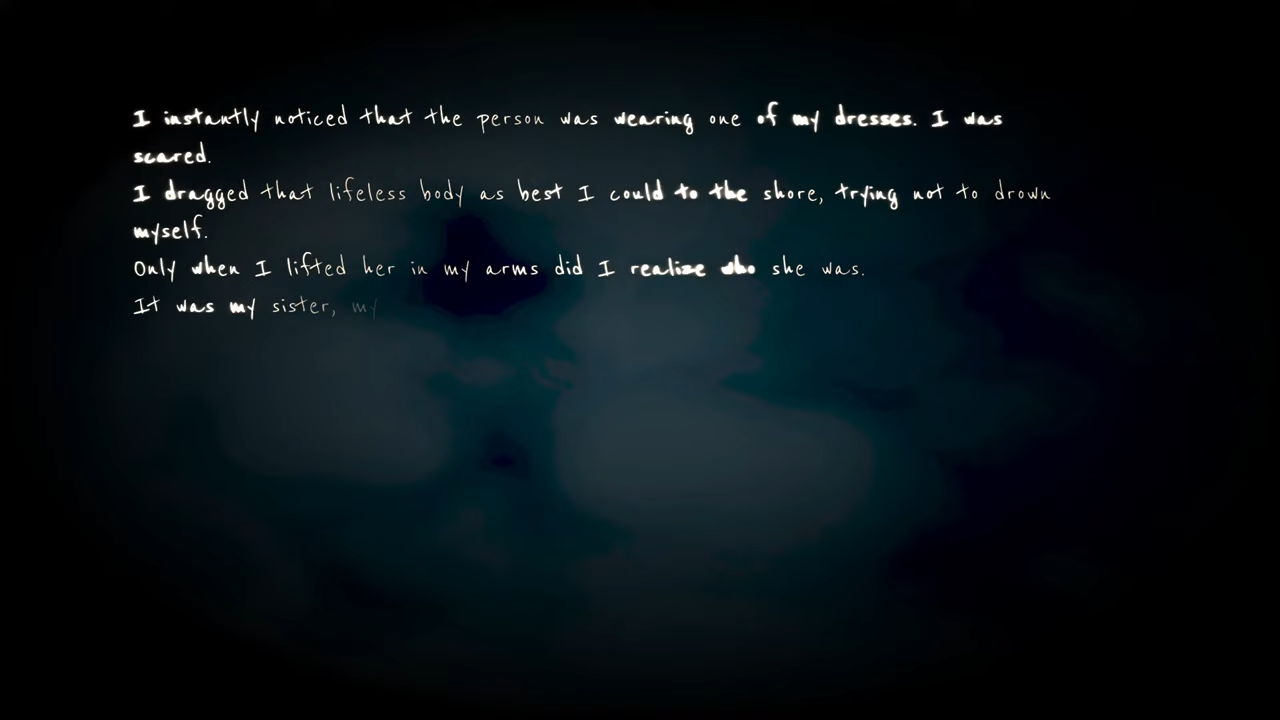 I instantly noticed that the person was wearing one of my dresses. I was
scared.
I dragged that lifeless body as best I could to the shore, trying not to drown
myself.
Only when I lifted her in my arms did I realize who she was.
It was my sister, my